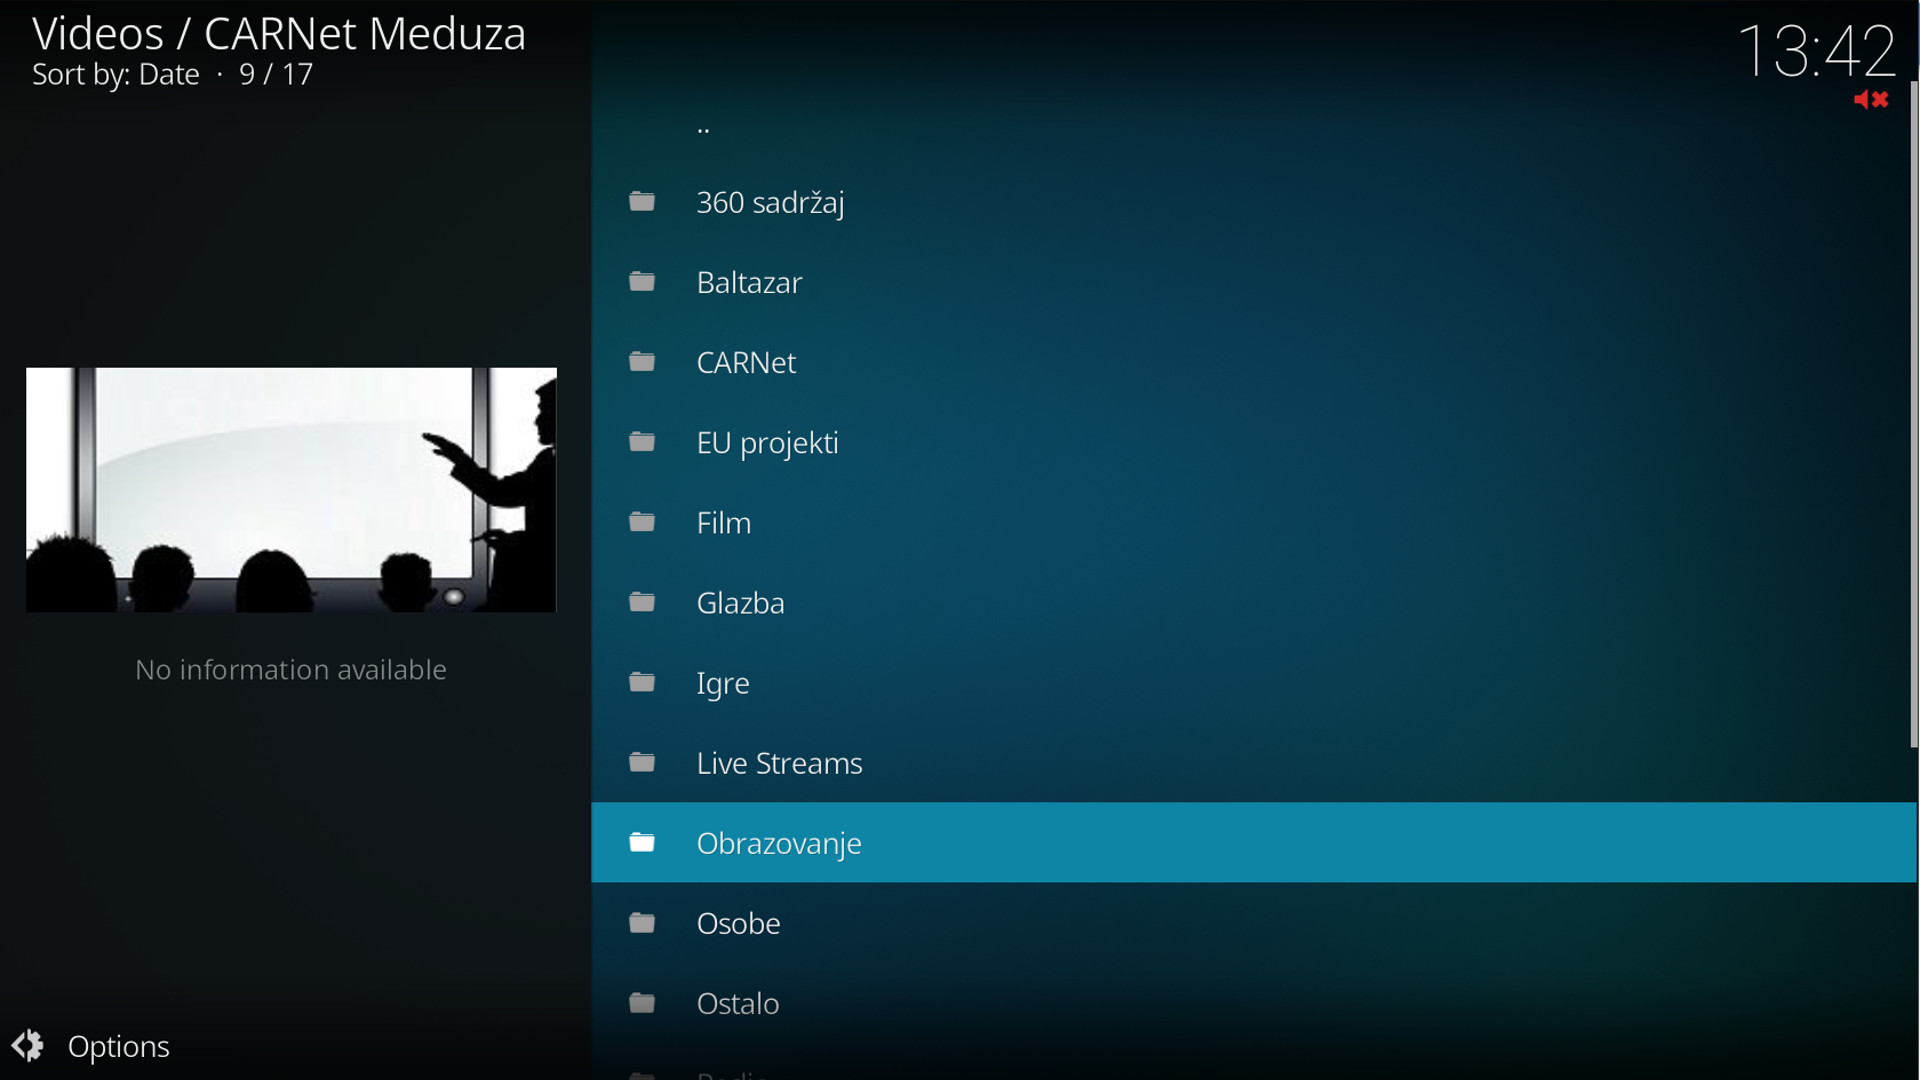 Videos / CARNet Meduza
Sort by: Date · 9 / 17
13:42
..
360 sadržaj
Baltazar
CARNet
EU projekti
Film
Glazba
Igre
Live Streams
Obrazovanje
Osobe
Ostalo
No information available
Options